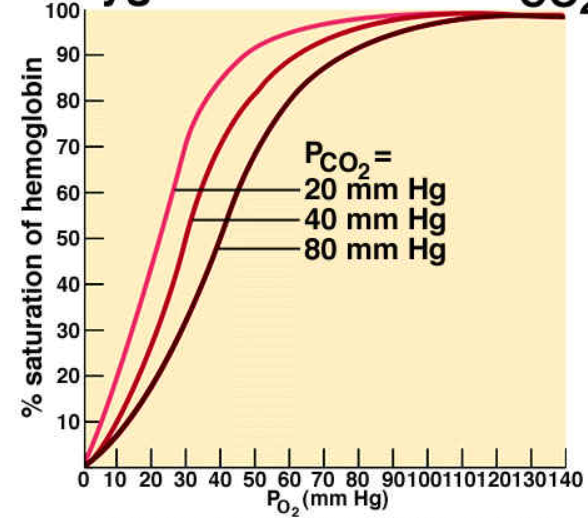 100
90
80
70
60
50
40
30
20
10
% saturation of hemoglobin
P CO2 =
20 mm Hg
40 mm Hg
80 mm Hg
0 10 20 30 40 50 60 70 80 90 100 110 120 130 140
P O2 (mm Hg)